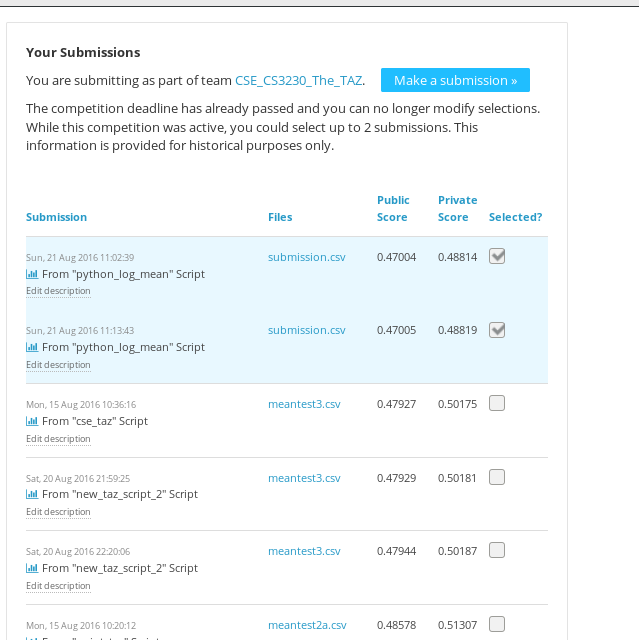 Your Submissions
You are submitting as part of team CSE_CS3230_The_TAZ. Make a submission »
The competition deadline has already passed and you can no longer modify selections.
While this competition was active, you could select up to 2 submissions. This
information is provided for historical purposes only.
Submission Files Public Score Private Score Selected?
Sun, 21 Aug 2016 11:02:39
From "python_log_mean" Script
Edit description
submission.csv 0.47004 0.48814
Sun, 21 Aug 2016 11:13:43
From "python_log_mean" Script
Edit description
submission.csv 0.47005 0.48819
Mon, 15 Aug 2016 10:36:16
From "cse_taz" Script
Edit description
meantest3.csv 0.47927 0.50175
Sat, 20 Aug 2016 21:59:25
From "new_taz_script_2" Script
Edit description
meantest3.csv 0.47929 0.50181
Sat, 20 Aug 2016 22:20:06
From "new_taz_script_2" Script
Edit description
meantest3.csv 0.47944 0.50187
Mon, 15 Aug 2016 10:20:12
meantest2a.csv 0.48578 0.51307